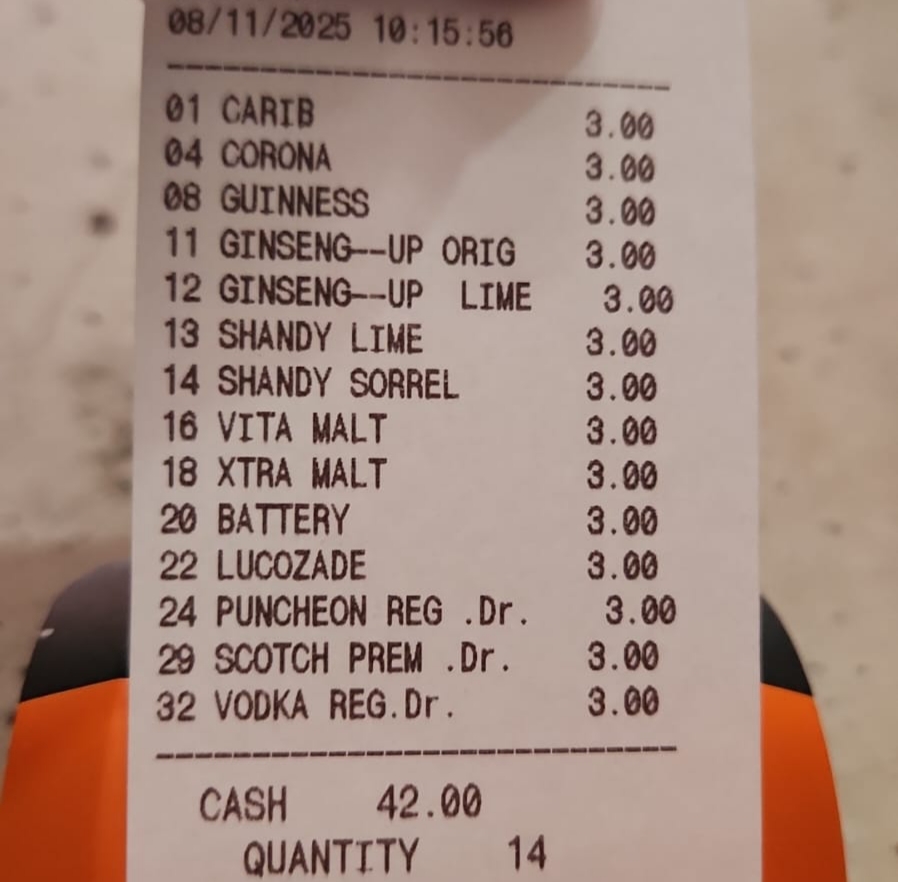 08/11/2025 10:15:56
01 CARIB 3.00
04 CORONA 3.00
08 GUINNESS 3.00
11 GINSENG--UP ORIG 3.00
12 GINSENG--UP LIME 3.00
13 SHANDY LIME 3.00
14 SHANDY SORREL 3.00
16 VITA MALT 3.00
18 XTRA MALT 3.00
20 BATTERY 3.00
22 LUCOZADE 3.00
24 PUNCHEON REG .Dr. 3.00
29 SCOTCH PREM .Dr. 3.00
32 VODKA REG.Dr. 3.00
CASH 42.00
QUANTITY 14